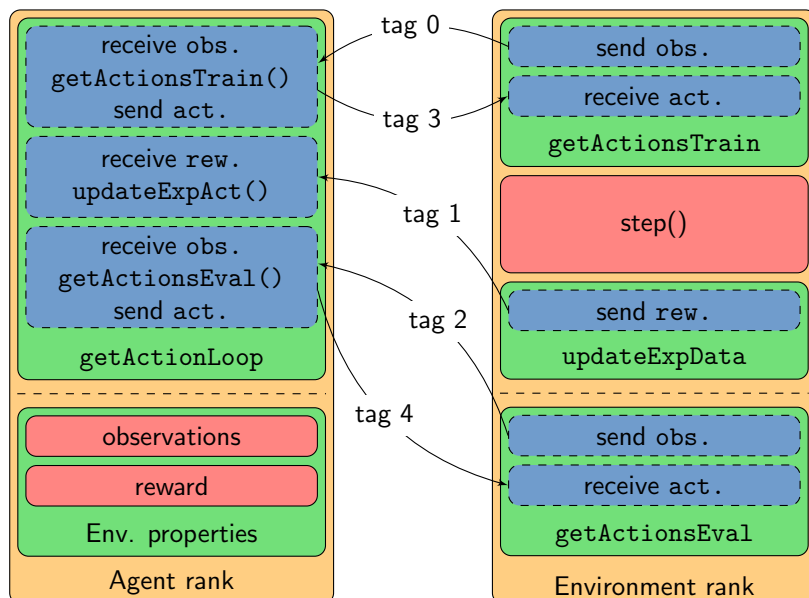 receive obs.
getActionsTrain()
send act.
receive rew.
updateExpAct()
receive obs.
getActionsEval()
send act.
getActionLoop
observations
reward
Env. properties
Agent rank
tag 0
tag 3
tag 1
tag 2
tag 4
send obs.
receive act.
getActionsTrain
step()
send rew.
updateExpData
send obs.
receive act.
getActionsEval
Environment rank